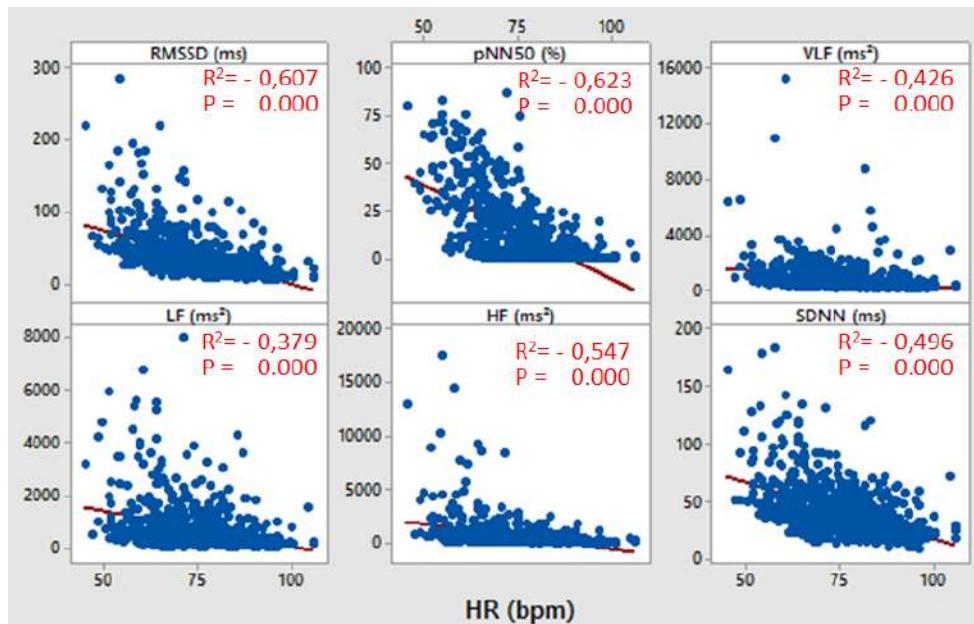 50 75 100
RMSSD (ms) pNN50 (%) VLF (ms²)
300
200
100
0
R²= - 0,607
P = 0.000
100
75
50
25
0
R²= - 0,623
P = 0.000
16000
12000
8000
4000
0
R²= - 0,426
P = 0.000
LF (ms²) HF (ms²) SDNN (ms)
8000
6000
4000
2000
0
R²= - 0,379
P = 0.000
20000
15000
10000
5000
0
R²= - 0,547
P = 0.000
200
150
100
50
0
R²= - 0,496
P = 0.000
50 75 100 50 75 100
HR (bpm)